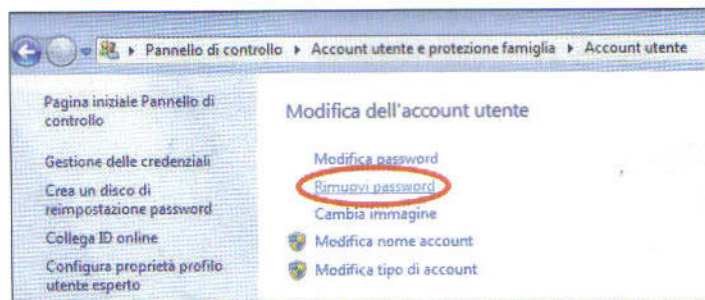 Pannello di controllo Account utente e protezione famiglia Account utente
Pagina iniziale Pannello di
controllo
Gestione delle credenziali
Crea un disco di
reimpostazione password
Collega ID online
Configura proprietà profilo
utente esperto
Modifica dell'account utente
Modifica password
Rimuovi password
Cambia immagine
Modifica nome account
Modifica tipo di account